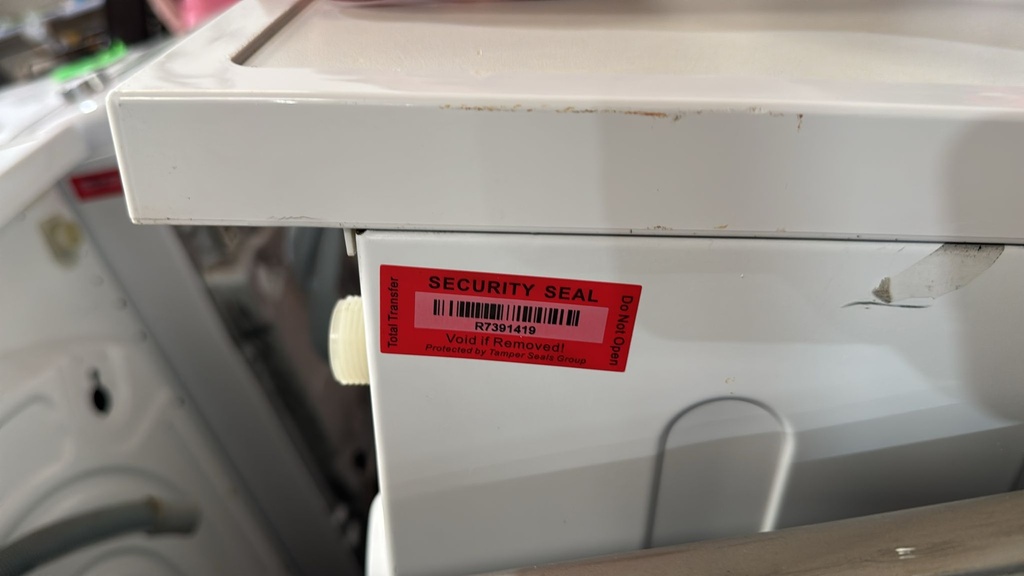 SECURITY SEAL
Total Transfer
R7391419
Do Not Open
Void if Removed!
Protected by Tamper Seals Group